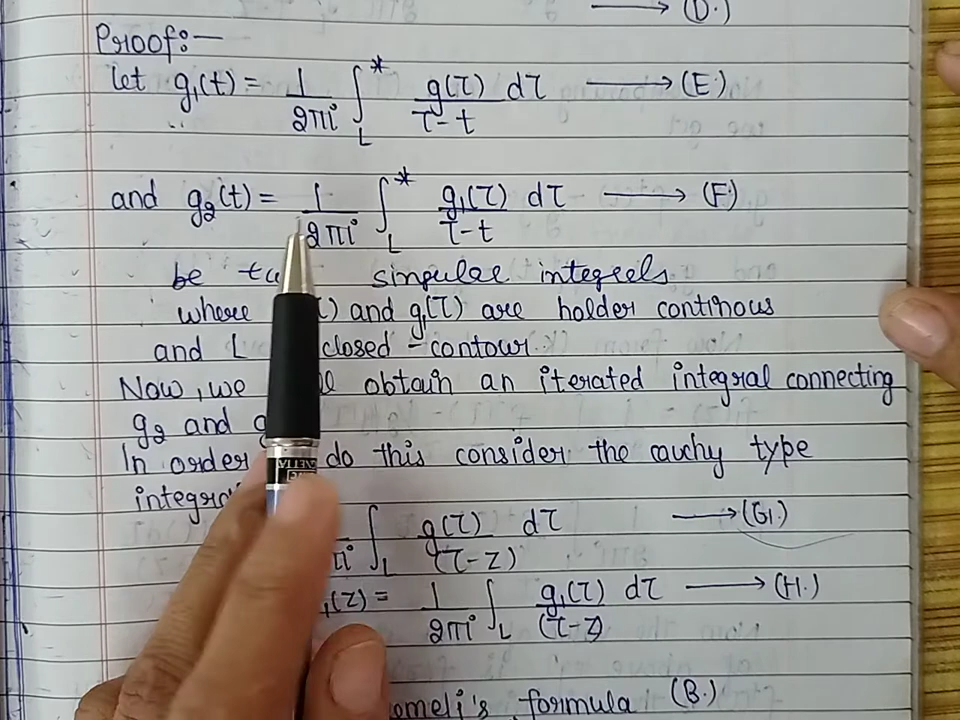 ⟶ (D.)
Proof:—
let g₁(t) = 1/2πi ∫*_L g(τ)/τ-t dτ ⟶ (E.)
and g₂(t) = 1/2πi ∫*_L g₁(τ)/τ-t dτ ⟶ (F.)
be singular integrels
where and g₁(τ) are holder continous
and L closed - contour.
Now, we obtain an iterated integral connecting
g₂ and
In order do this consider the cauchy type
∫_L g(τ)/(τ-z) dτ ⟶ (G.)
₁(z) = 1/2πi ∫_L g₁(τ)/(τ-z) dτ ⟶ (H.)
formula (B.)